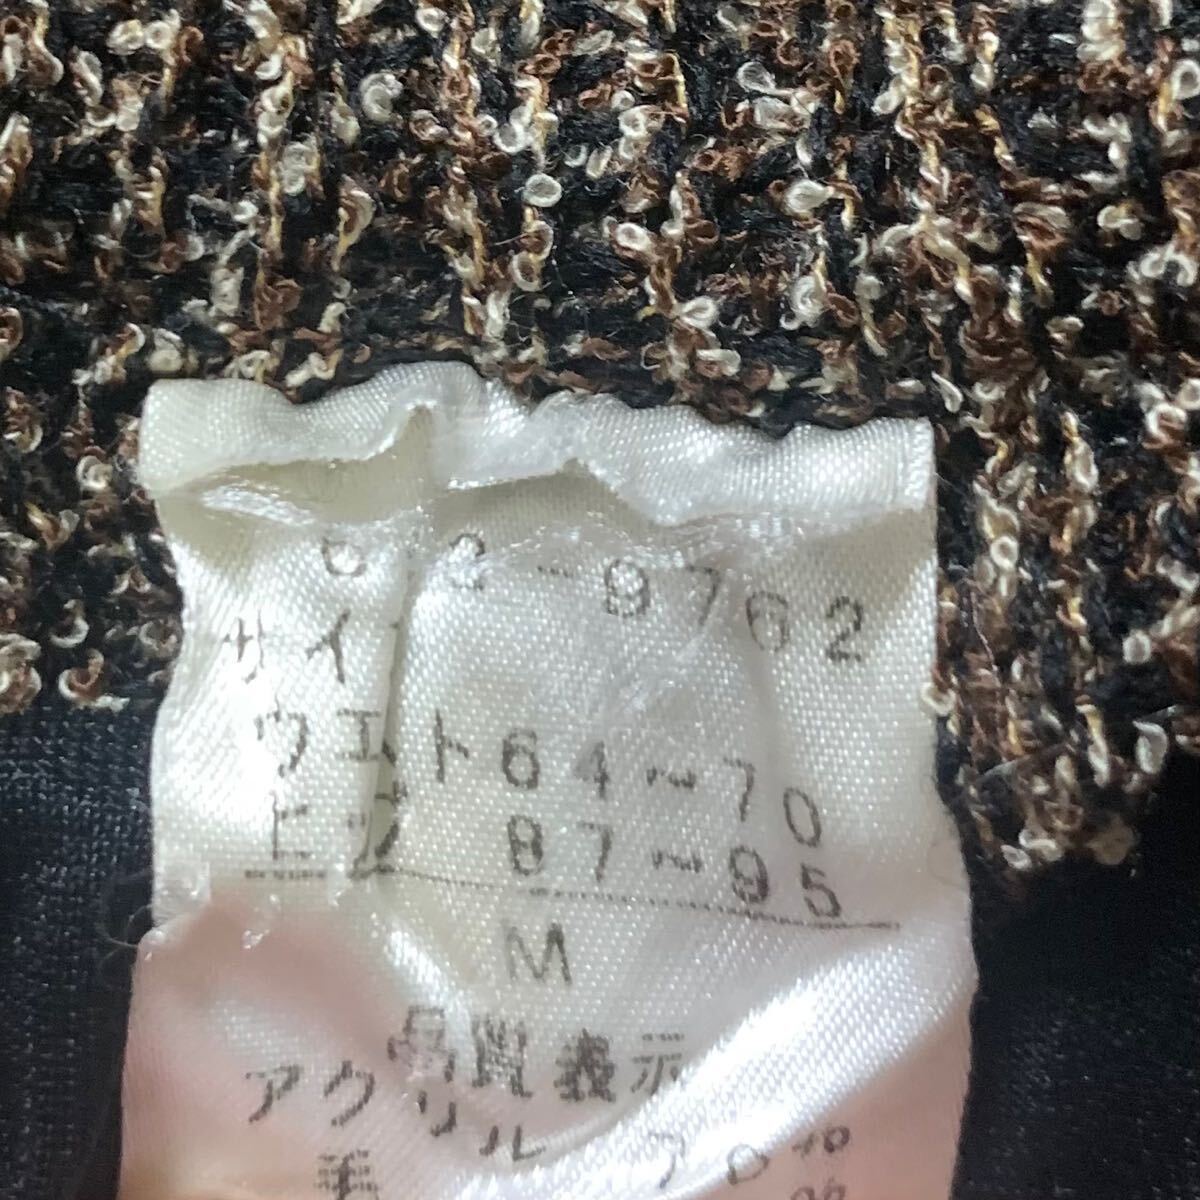 -9762
サイ
ウエスト64~70
ヒップ 87~95
M
品質表示
アクリル 70%
毛 %